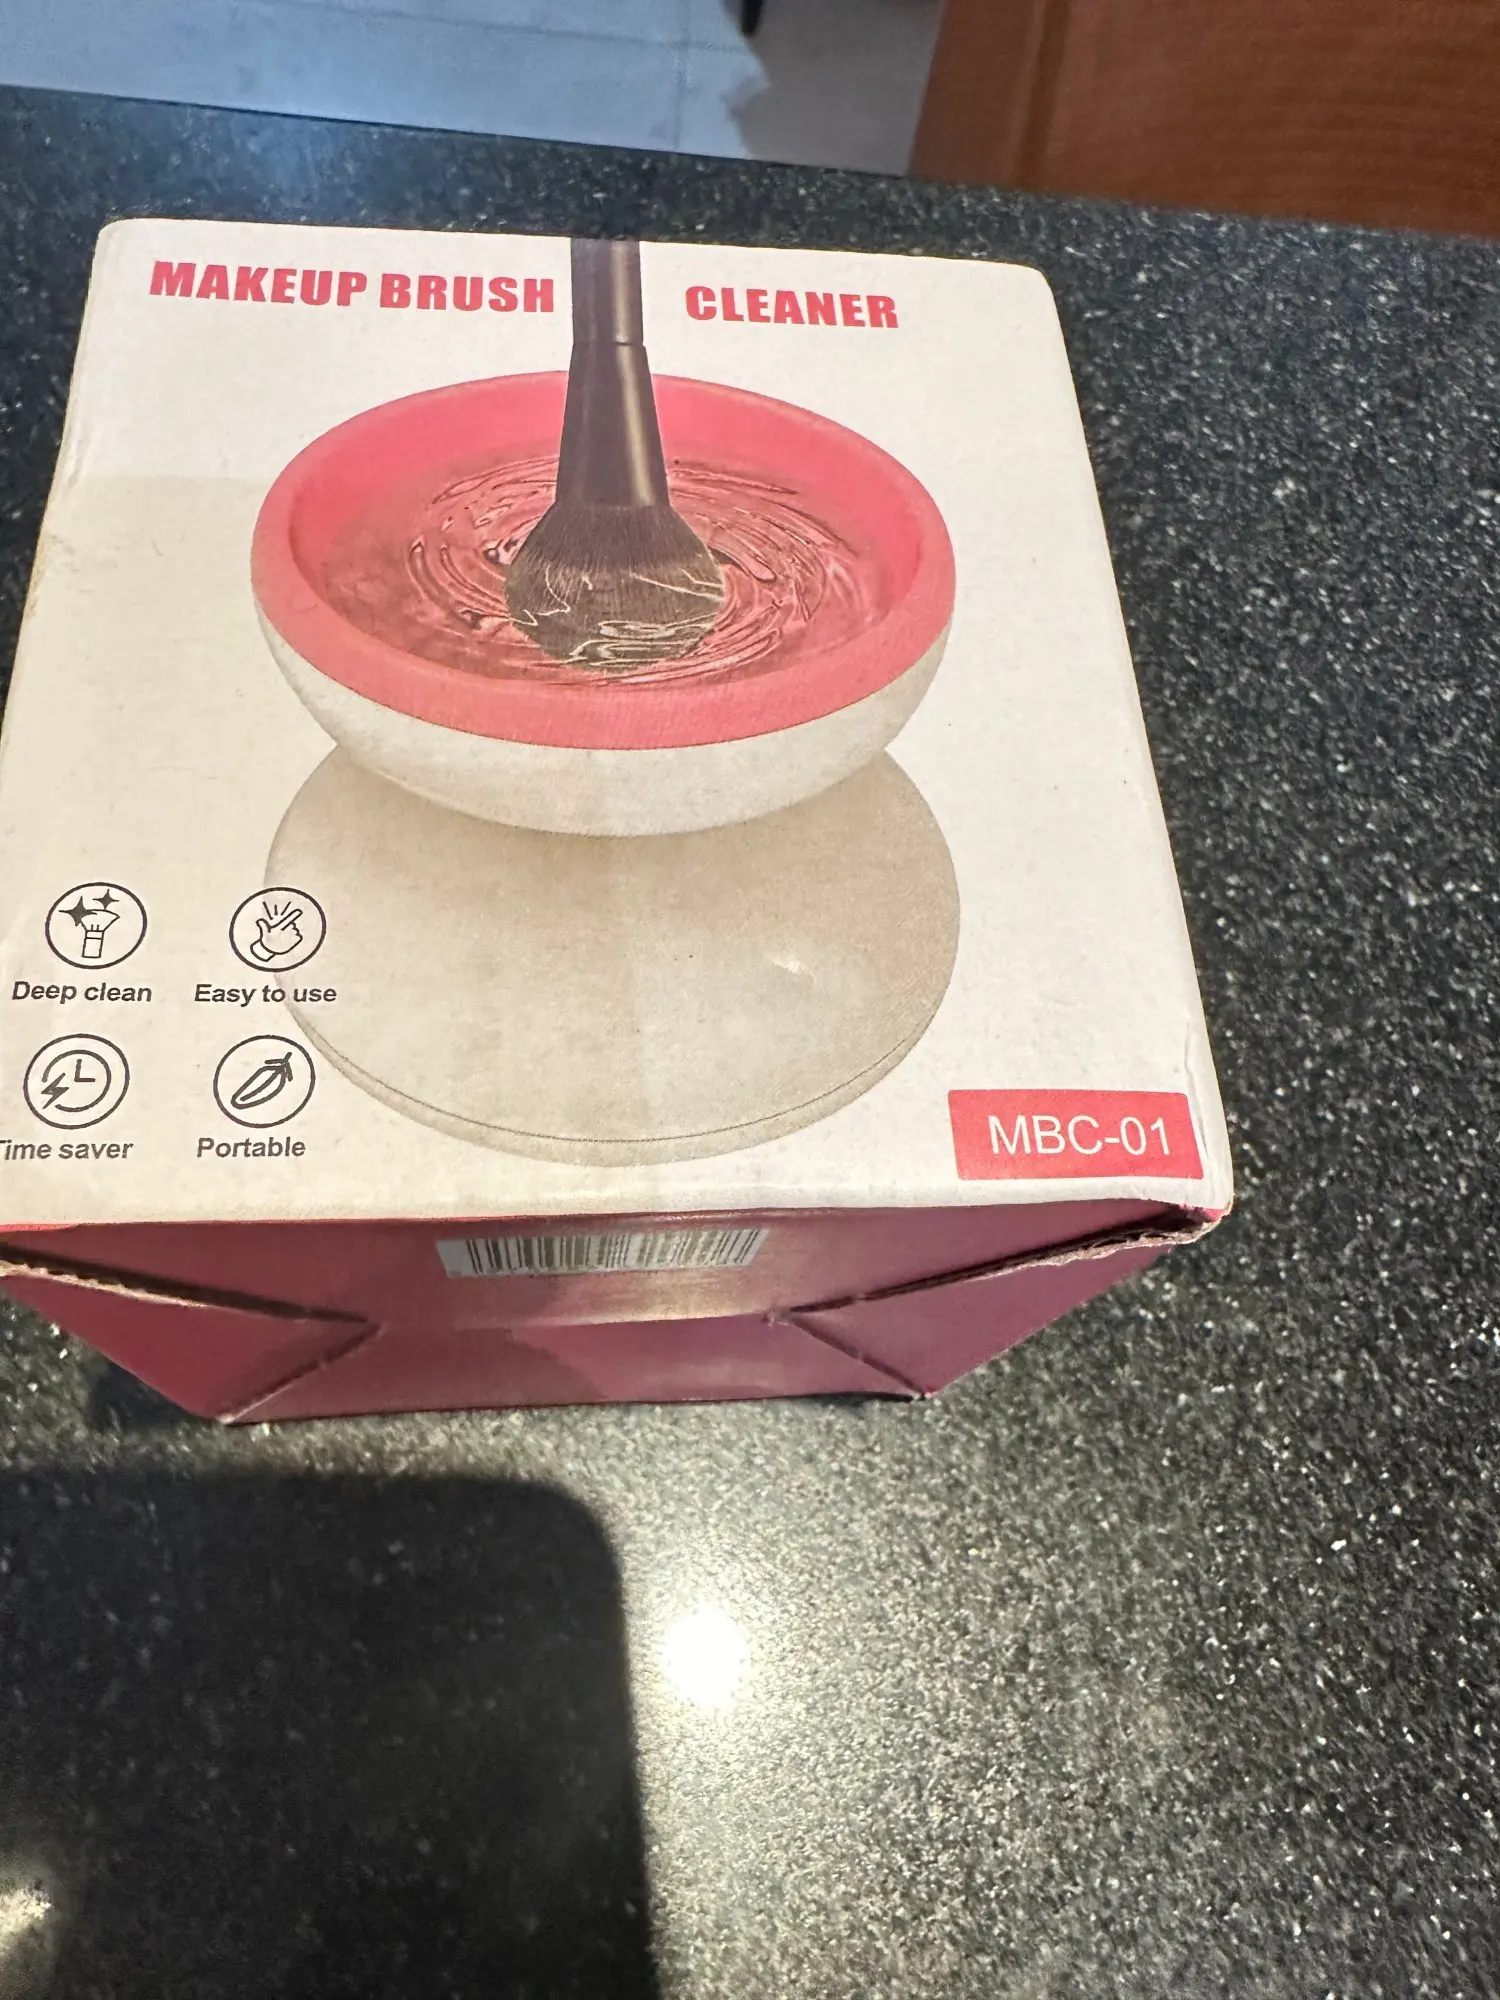 MAKEUP BRUSH CLEANER
Deep clean Easy to use
Time saver Portable
MBC-01